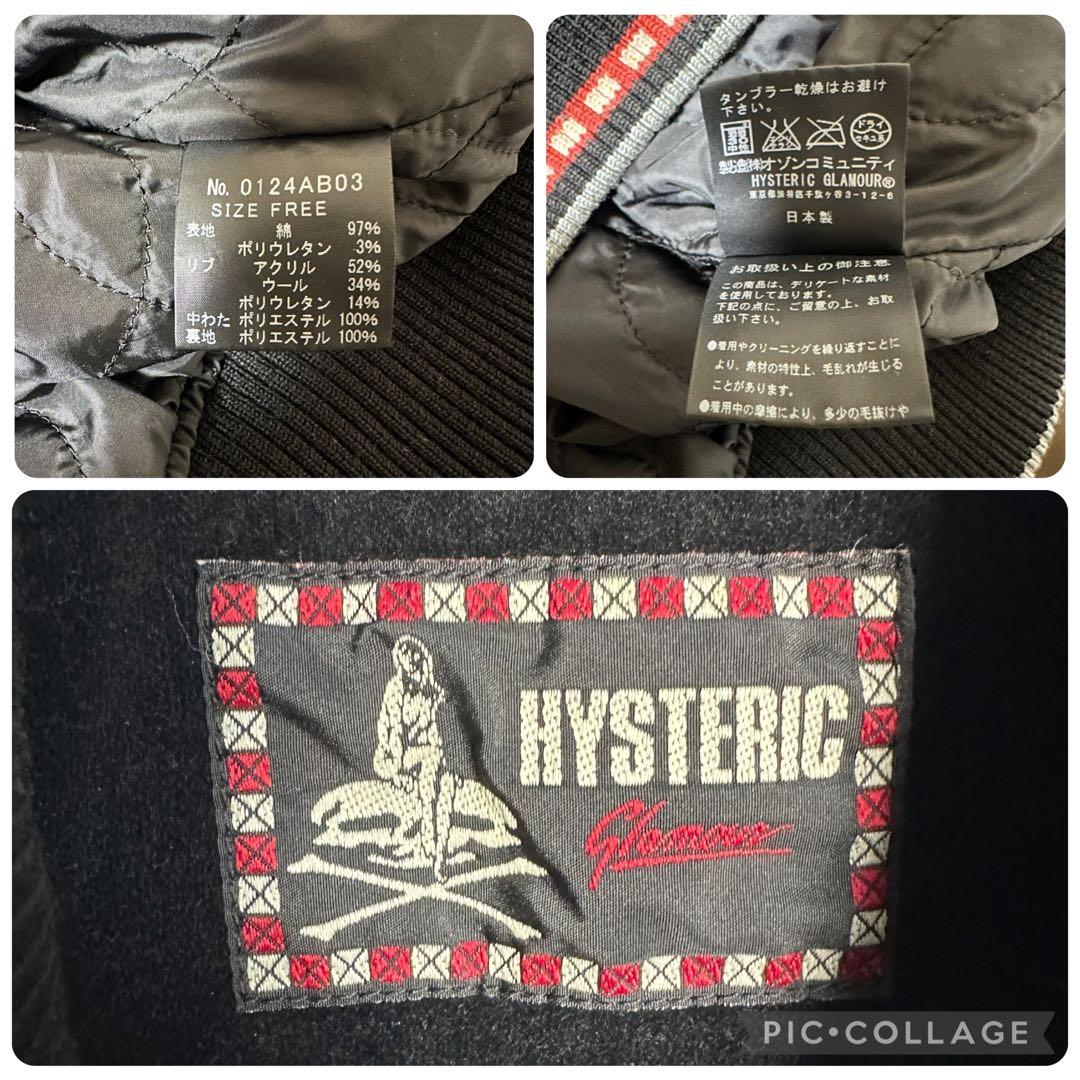 No. 0124AB03
SIZE FREE
表地 綿 97%
ポリウレタン 3%
リブ アクリル 52%
ウール 34%
ポリウレタン 14%
中わた ポリエステル 100%
裏地 ポリエステル 100%
タンブラー乾燥はお避け
下さい。
ドライ
セキユ系
製造㈱オゾンコミュニティ
HYSTERIC GLAMOUR®
東京都渋谷区千駄ヶ谷3-12-6
日本製
お取扱い上の御注意
この商品は、デリケートな素材
を使用しております。
下記の点に、ご留意の上、お取
扱い下さい。
●着用やクリーニングを繰り返すことに
より、素材の特性上、毛乱れが生じる
ことがあります。
●着用中の摩擦により、多少の毛抜けや
HYSTERIC
Glamour
PIC•COLLAGE